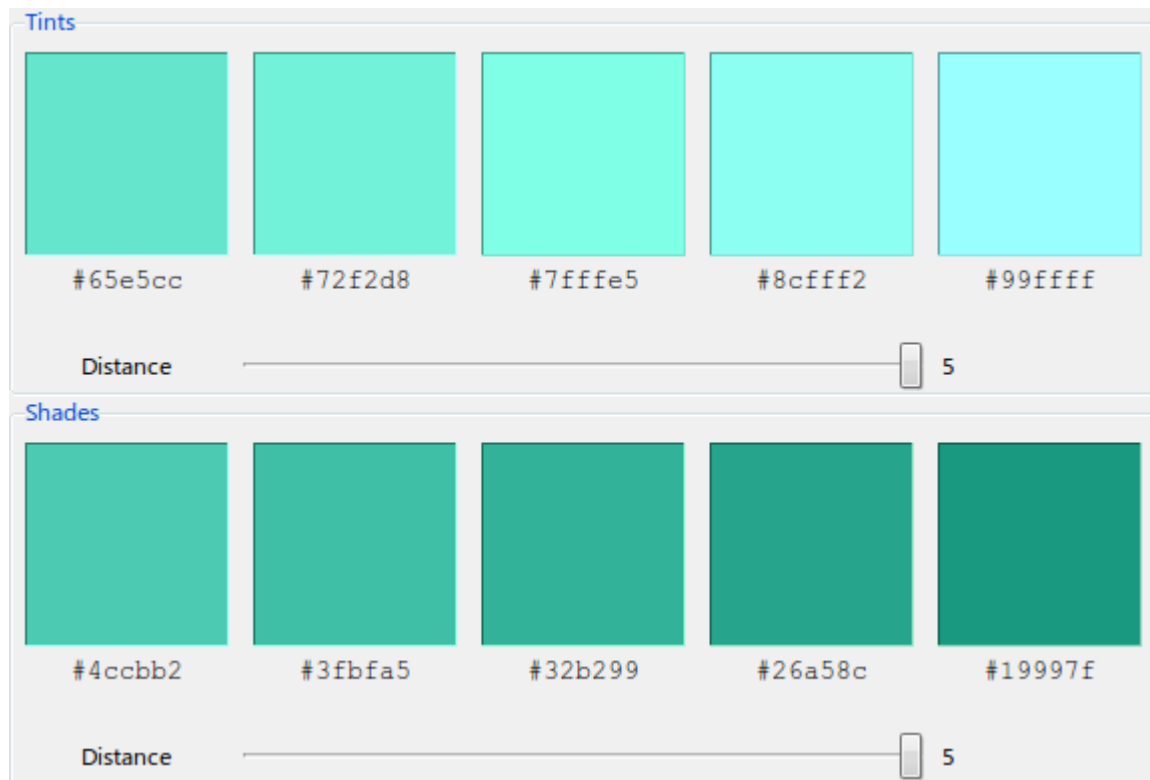 Tints
#65e5cc #72f2d8 #7fffe5 #8cfff2 #99ffff
Distance 5
Shades
#4ccbb2 #3fbfa5 #32b299 #26a58c #19997f
Distance 5